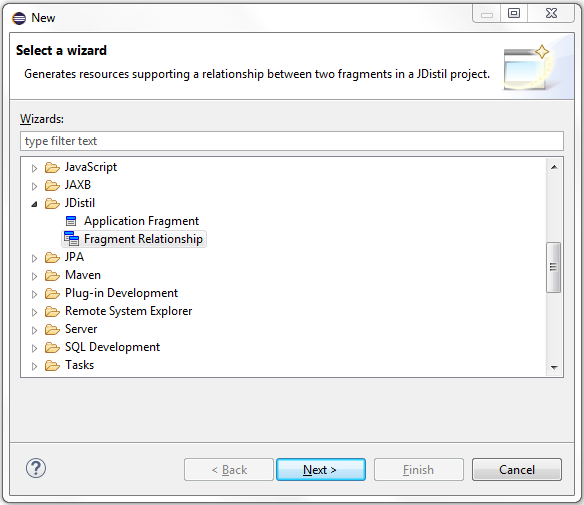 New
Select a wizard
Generates resources supporting a relationship between two fragments in a JDistil project.
Wizards:
type filter text
JavaScript
JAXB
JDistil
Application Fragment
Fragment Relationship
JPA
Maven
Plug-in Development
Remote System Explorer
Server
SQL Development
Tasks
?
< Back
Next >
Finish
Cancel